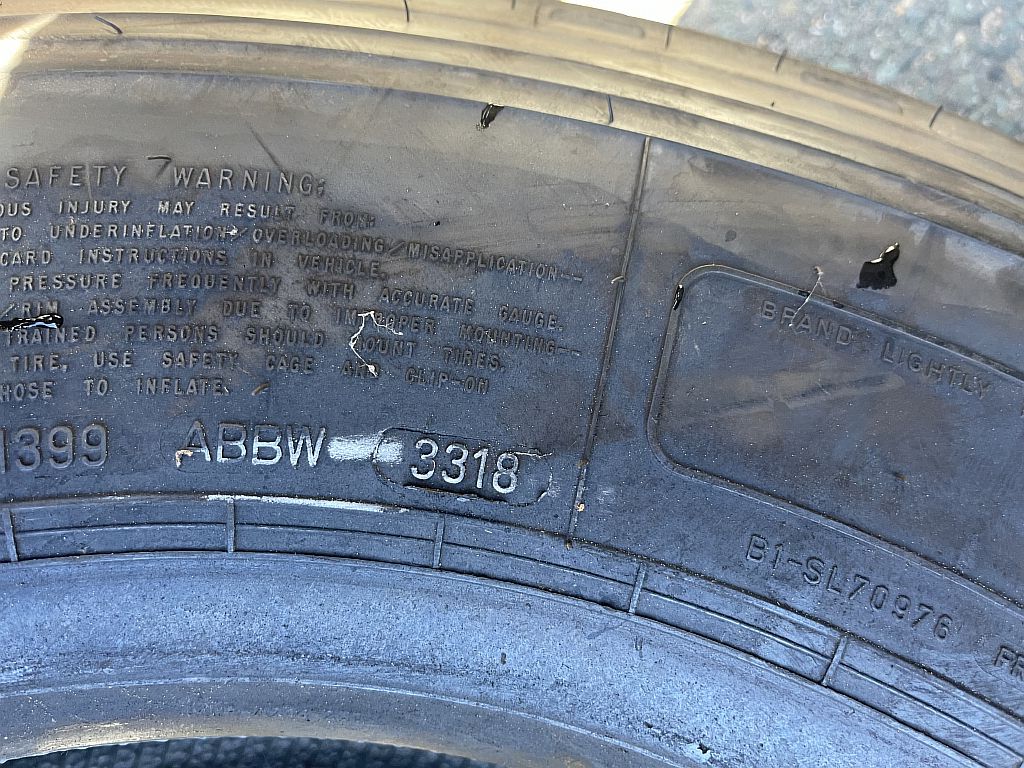 SAFETY WARNING:
OUS INJURY MAY RESULT FROM:
TO UNDERINFLATION/OVERLOADING/MISAPPLICATION--
CARD INSTRUCTIONS IN VEHICLE.
PRESSURE FREQUENTLY WITH ACCURATE GAUGE.
/RIM ASSEMBLY DUE TO IMPROPER MOUNTING--
TRAINED PERSONS SHOULD MOUNT TIRES.
TIRE, USE SAFETY CAGE AND CLIP-ON
HOSE TO INFLATE.
1399 ABBW 3318
BRAND LIGHTLY
B1-SL70976
FR